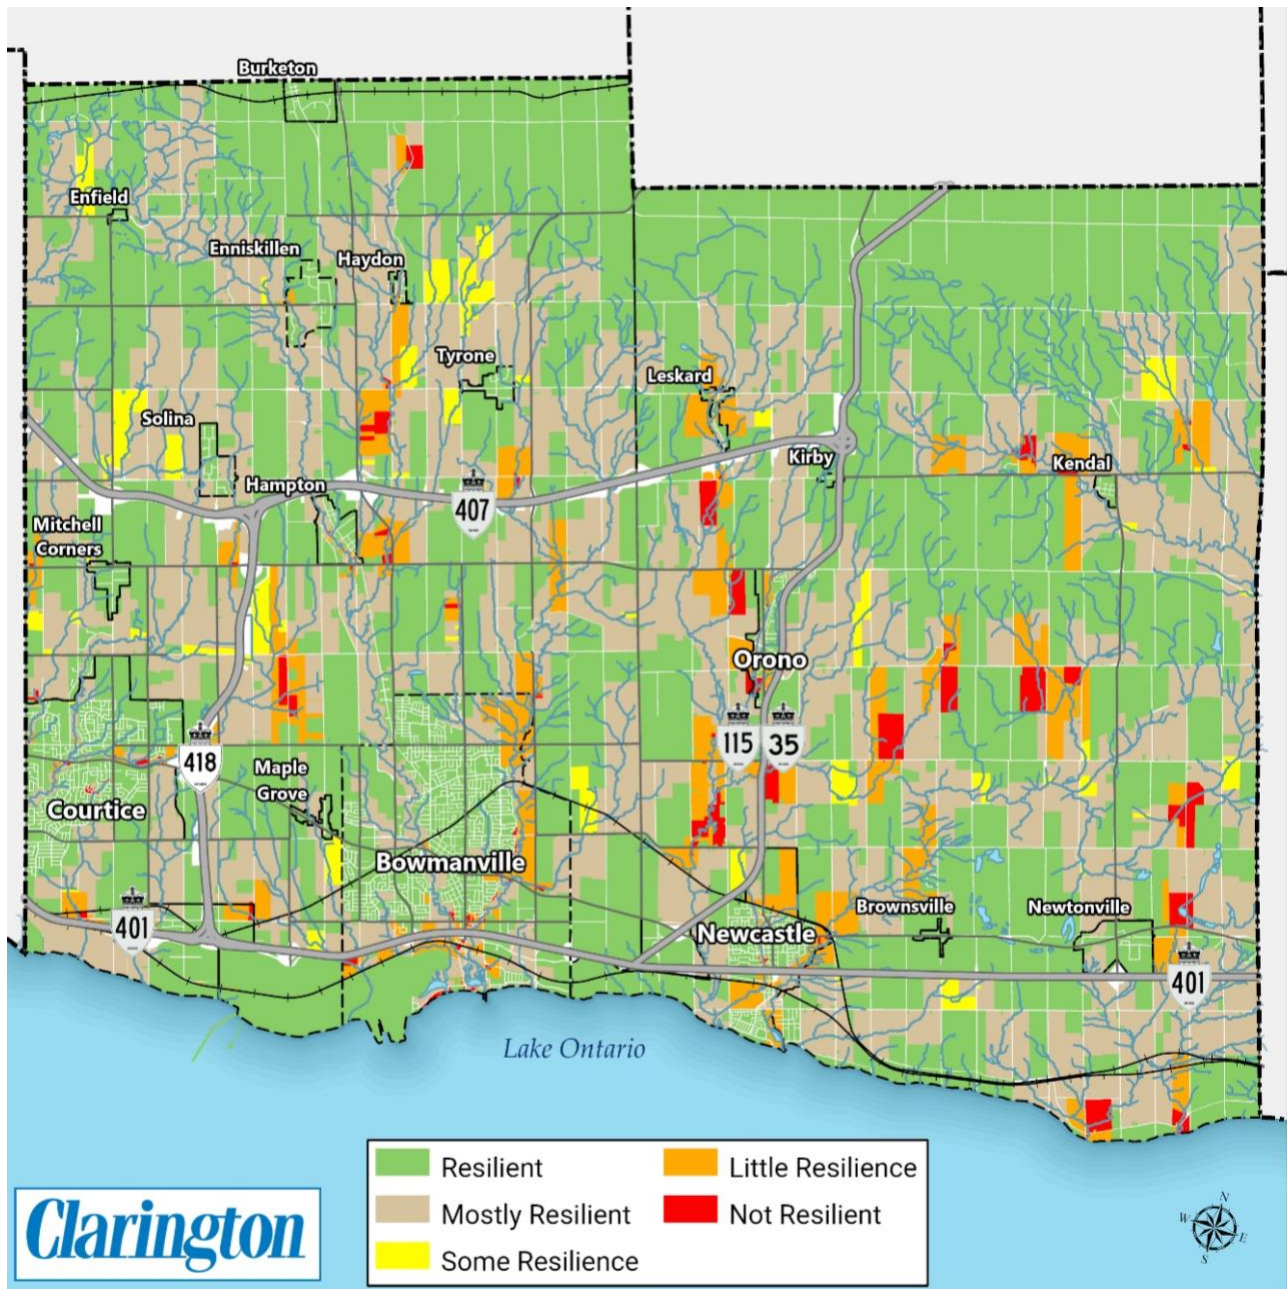 Burketon
Enfield
Enniskillen
Haydon
Tyrone
Leskard
Solina
Kirby
Kendal
Hampton
407
Mitchell
Corners
Orono
115
35
418
Maple
Grove
Courtice
Bowmanville
401
Newcastle
Brownsville
Newtonville
401
Lake Ontario
Resilient
Little Resilience
Mostly Resilient
Not Resilient
Some Resilience
Clarington
N
W
E
S